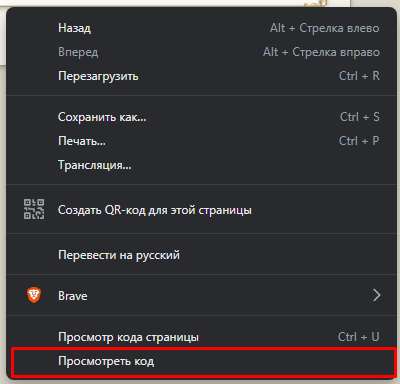 Назад Alt + Стрелка влево
Вперед Alt + Стрелка вправо
Перезагрузить Ctrl + R
Сохранить как... Ctrl + S
Печать... Ctrl + P
Трансляция...
Создать QR-код для этой страницы
Перевести на русский
Brave
Просмотр кода страницы Ctrl + U
Просмотреть код